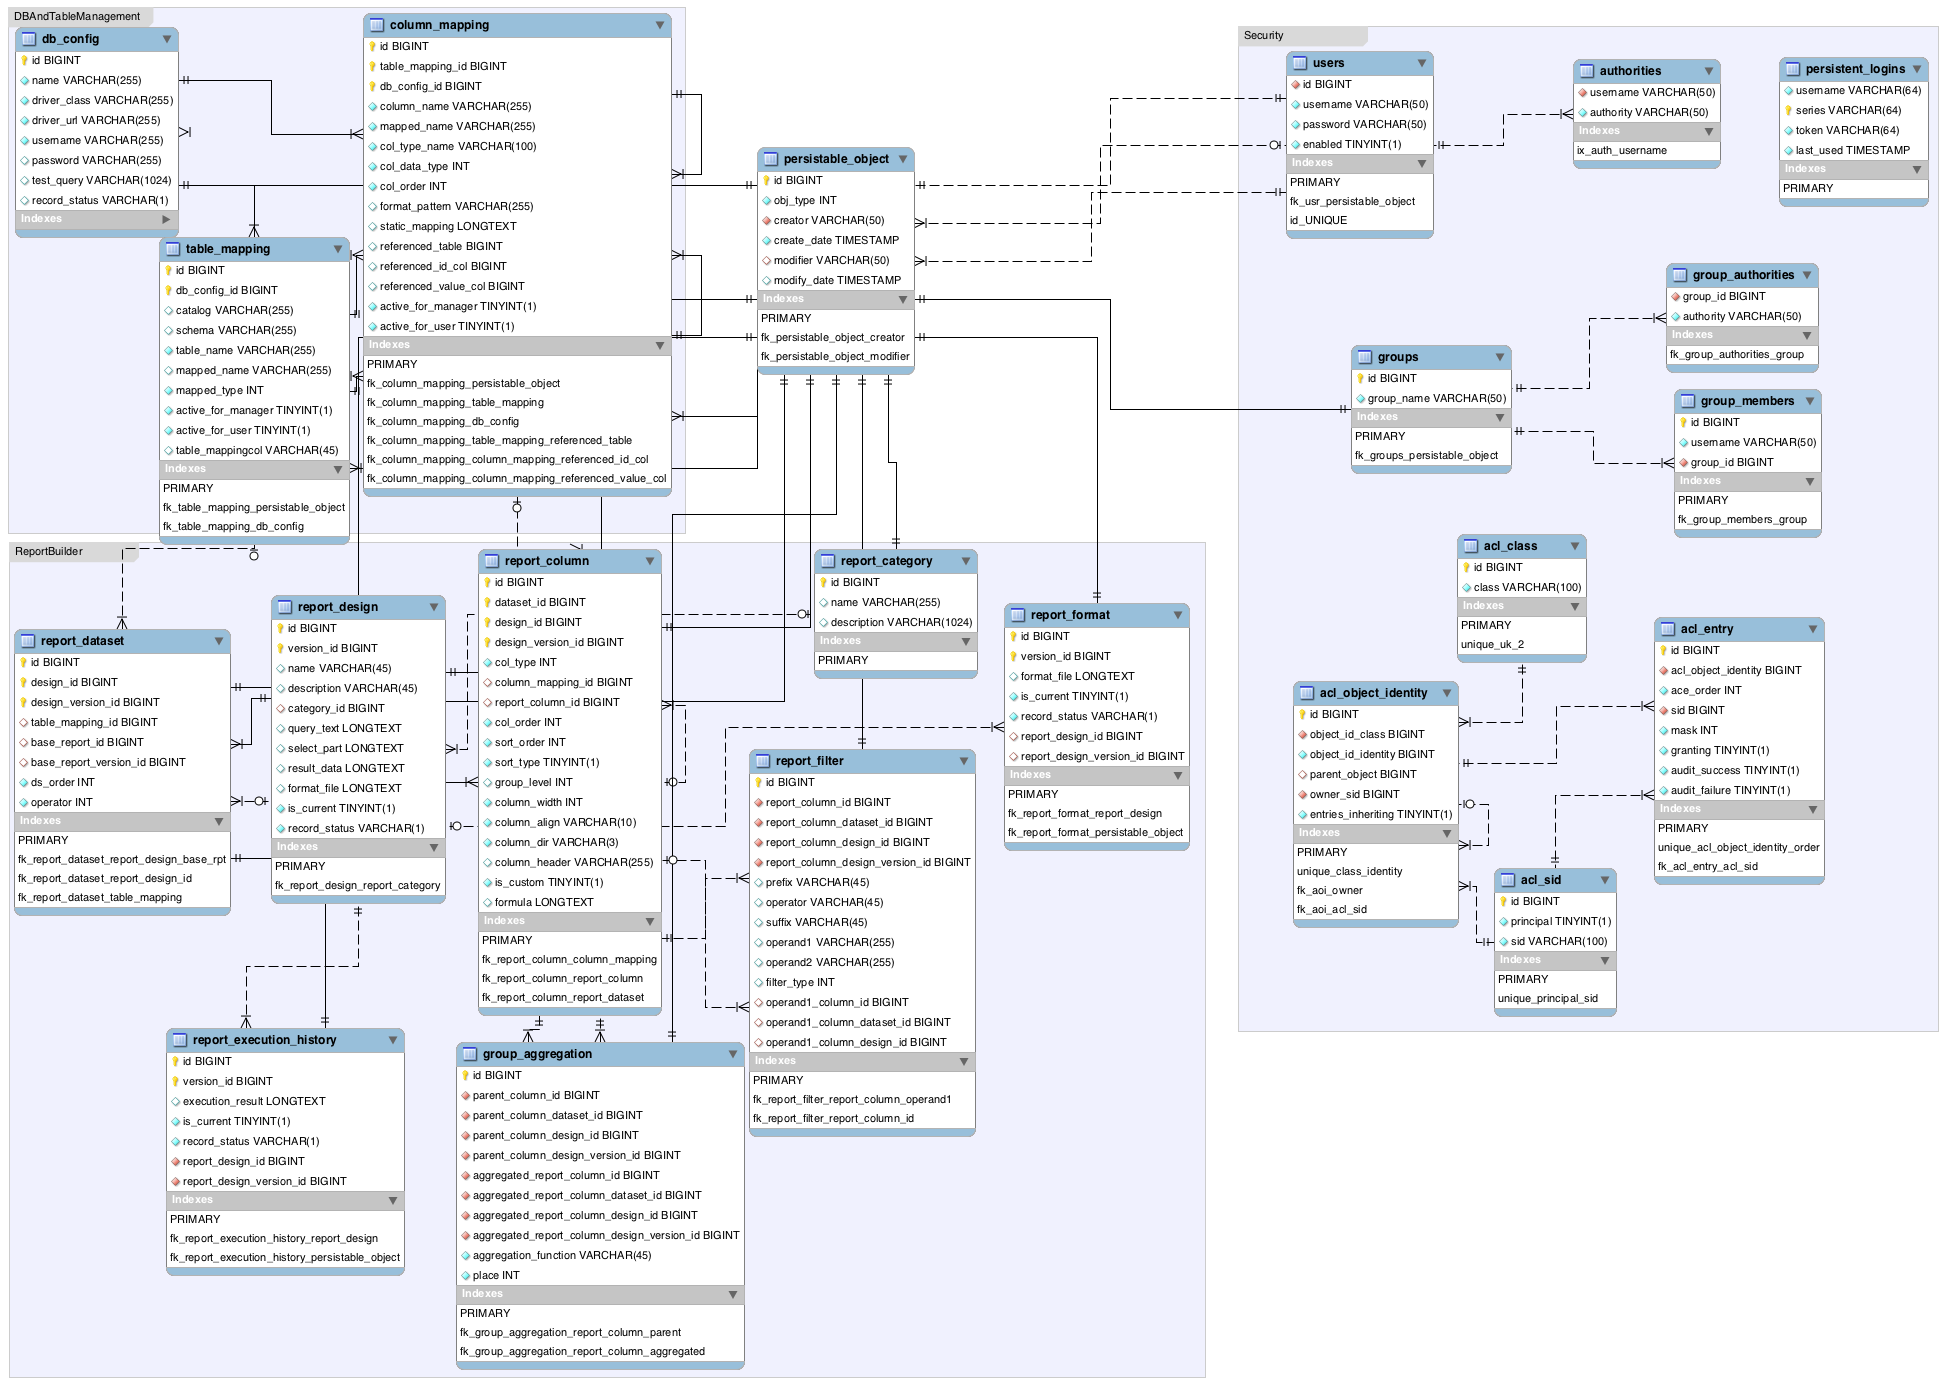 DBAndTableManagement
db_config
id BIGINT
name VARCHAR(255)
driver_class VARCHAR(255)
driver_url VARCHAR(255)
username VARCHAR(255)
password VARCHAR(255)
test_query VARCHAR(1024)
record_status VARCHAR(1)
Indexes
column_mapping
id BIGINT
table_mapping_id BIGINT
db_config_id BIGINT
column_name VARCHAR(255)
mapped_name VARCHAR(255)
col_type_name VARCHAR(100)
col_data_type INT
col_order INT
format_pattern VARCHAR(255)
static_mapping LONGTEXT
referenced_table BIGINT
referenced_id_col BIGINT
referenced_value_col BIGINT
active_for_manager TINYINT(1)
active_for_user TINYINT(1)
Indexes
PRIMARY
fk_column_mapping_persistable_object
fk_column_mapping_table_mapping
fk_column_mapping_db_config
fk_column_mapping_table_mapping_referenced_table
fk_column_mapping_column_mapping_referenced_id_col
fk_column_mapping_column_mapping_referenced_value_col
table_mapping
id BIGINT
db_config_id BIGINT
catalog VARCHAR(255)
schema VARCHAR(255)
table_name VARCHAR(255)
mapped_name VARCHAR(255)
mapped_type INT
active_for_manager TINYINT(1)
active_for_user TINYINT(1)
table_mappingcol VARCHAR(45)
Indexes
PRIMARY
fk_table_mapping_persistable_object
fk_table_mapping_db_config
persistable_object
id BIGINT
obj_type INT
creator VARCHAR(50)
create_date TIMESTAMP
modifier VARCHAR(50)
modify_date TIMESTAMP
Indexes
PRIMARY
fk_persistable_object_creator
fk_persistable_object_modifier
Security
users
id BIGINT
username VARCHAR(50)
password VARCHAR(50)
enabled TINYINT(1)
Indexes
PRIMARY
fk_usr_persistable_object
id_UNIQUE
authorities
username VARCHAR(50)
authority VARCHAR(50)
Indexes
ix_auth_username
persistent_logins
username VARCHAR(64)
series VARCHAR(64)
token VARCHAR(64)
last_used TIMESTAMP
Indexes
PRIMARY
group_authorities
group_id BIGINT
authority VARCHAR(50)
Indexes
fk_group_authorities_group
groups
id BIGINT
group_name VARCHAR(50)
Indexes
PRIMARY
fk_groups_persistable_object
group_members
id BIGINT
username VARCHAR(50)
group_id BIGINT
Indexes
PRIMARY
fk_group_members_group
acl_class
id BIGINT
class VARCHAR(100)
Indexes
PRIMARY
unique_uk_2
acl_entry
id BIGINT
acl_object_identity BIGINT
ace_order INT
sid BIGINT
mask INT
granting TINYINT(1)
audit_success TINYINT(1)
audit_failure TINYINT(1)
Indexes
PRIMARY
unique_acl_object_identity_order
fk_acl_entry_acl_sid
acl_object_identity
id BIGINT
object_id_class BIGINT
object_id_identity BIGINT
parent_object BIGINT
owner_sid BIGINT
entries_inheriting TINYINT(1)
Indexes
PRIMARY
unique_class_identity
fk_aoi_owner
fk_aoi_acl_sid
acl_sid
id BIGINT
principal TINYINT(1)
sid VARCHAR(100)
Indexes
PRIMARY
unique_principal_sid
ReportBuilder
report_dataset
id BIGINT
design_id BIGINT
design_version_id BIGINT
table_mapping_id BIGINT
base_report_id BIGINT
base_report_version_id BIGINT
ds_order INT
operator INT
Indexes
PRIMARY
fk_report_dataset_report_design_base_rpt
fk_report_dataset_report_design_id
fk_report_dataset_table_mapping
report_design
id BIGINT
version_id BIGINT
name VARCHAR(45)
description VARCHAR(45)
category_id BIGINT
query_text LONGTEXT
select_part LONGTEXT
result_data LONGTEXT
format_file LONGTEXT
is_current TINYINT(1)
record_status VARCHAR(1)
Indexes
PRIMARY
fk_report_design_report_category
report_column
id BIGINT
dataset_id BIGINT
design_id BIGINT
design_version_id BIGINT
col_type INT
column_mapping_id BIGINT
report_column_id BIGINT
col_order INT
sort_order INT
sort_type TINYINT(1)
group_level INT
column_width INT
column_align VARCHAR(10)
column_dir VARCHAR(3)
column_header VARCHAR(255)
is_custom TINYINT(1)
formula LONGTEXT
Indexes
PRIMARY
fk_report_column_column_mapping
fk_report_column_report_column
fk_report_column_report_dataset
report_category
id BIGINT
name VARCHAR(255)
description VARCHAR(1024)
Indexes
PRIMARY
report_format
id BIGINT
version_id BIGINT
format_file LONGTEXT
is_current TINYINT(1)
record_status VARCHAR(1)
report_design_id BIGINT
report_design_version_id BIGINT
Indexes
PRIMARY
fk_report_format_report_design
fk_report_format_persistable_object
report_filter
id BIGINT
report_column_id BIGINT
report_column_dataset_id BIGINT
report_column_design_id BIGINT
report_column_design_version_id BIGINT
prefix VARCHAR(45)
operator VARCHAR(45)
suffix VARCHAR(45)
operand1 VARCHAR(255)
operand2 VARCHAR(255)
filter_type INT
operand1_column_id BIGINT
operand1_column_dataset_id BIGINT
operand1_column_design_id BIGINT
Indexes
PRIMARY
fk_report_filter_report_column_operand1
fk_report_filter_report_column_id
report_execution_history
id BIGINT
version_id BIGINT
execution_result LONGTEXT
is_current TINYINT(1)
record_status VARCHAR(1)
report_design_id BIGINT
report_design_version_id BIGINT
Indexes
PRIMARY
fk_report_execution_history_report_design
fk_report_execution_history_persistable_object
group_aggregation
id BIGINT
parent_column_id BIGINT
parent_column_dataset_id BIGINT
parent_column_design_id BIGINT
parent_column_design_version_id BIGINT
aggregated_report_column_id BIGINT
aggregated_report_column_dataset_id BIGINT
aggregated_report_column_design_id BIGINT
aggregated_report_column_design_version_id BIGINT
aggregation_function VARCHAR(45)
place INT
Indexes
PRIMARY
fk_group_aggregation_report_column_parent
fk_group_aggregation_report_column_aggregated